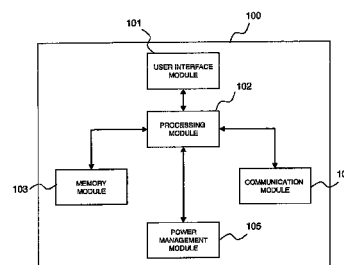 101
100
USER INTERFACE
MODULE
102
PROCESSING
MODULE
103
MEMORY
MODULE
COMMUNICATION
MODULE
105
POWER
MANAGEMENT
MODULE